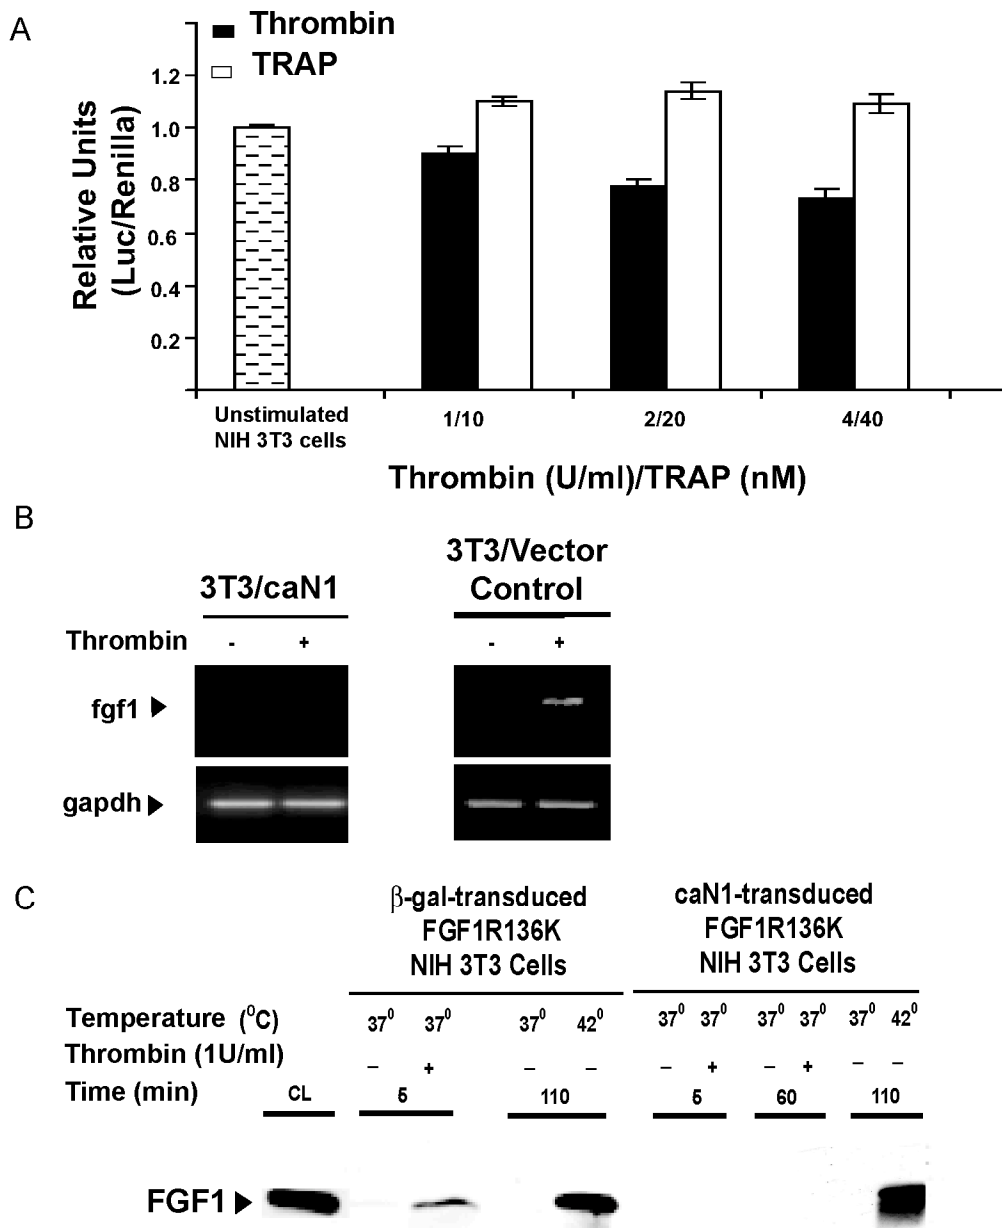 A
Thrombin
TRAP
Relative Units
(Luc/Renilla)
1.2
1.0
0.8
0.6
0.4
0.2
Unstimulated
NIH 3T3 cells
1/10
2/20
4/40
Thrombin (U/ml)/TRAP (nM)
B
3T3/caN1
3T3/Vector
Control
Thrombin - + - +
fgf1
gapdh
C
β-gal-transduced
FGF1R136K
NIH 3T3 Cells
caN1-transduced
FGF1R136K
NIH 3T3 Cells
Temperature (⁰C) 37⁰ 37⁰ 37⁰ 42⁰ 37⁰ 37⁰ 37⁰ 37⁰ 37⁰ 42⁰
Thrombin (1U/ml) – + – – – + – + – –
Time (min) CL 5 110 5 60 110
FGF1